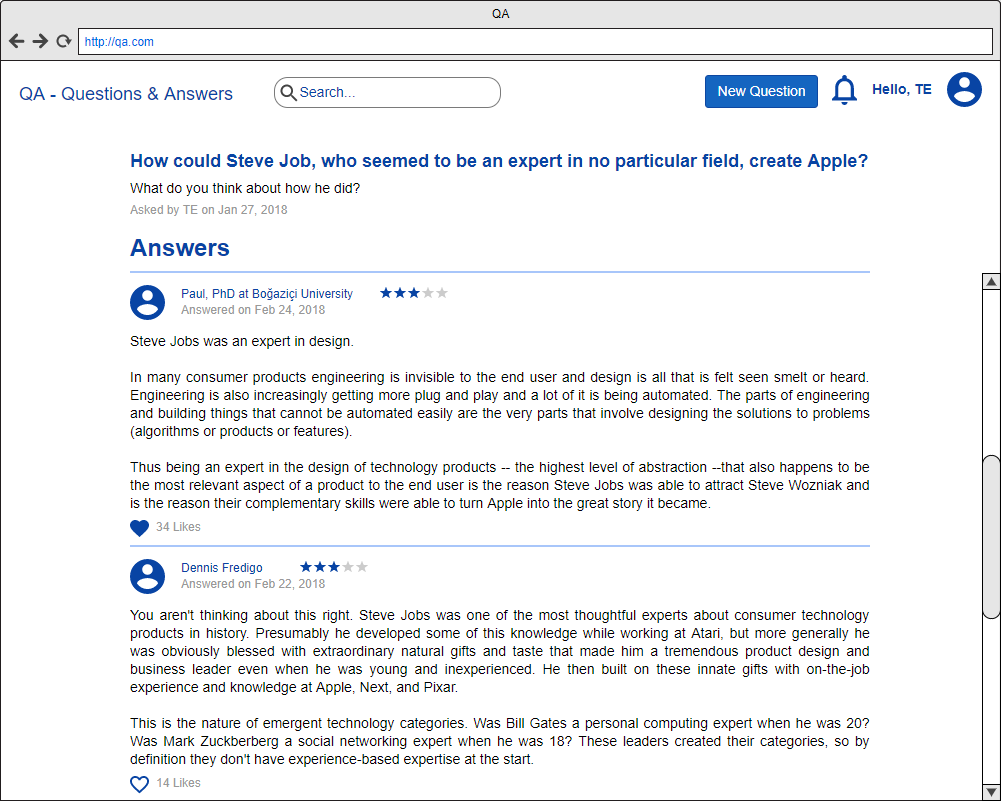 QA
http://qa.com
QA - Questions & Answers
Search...
New Question
Hello, TE
How could Steve Job, who seemed to be an expert in no particular field, create Apple?
What do you think about how he did?
Asked by TE on Jan 27, 2018
Answers
Paul, PhD at Boğaziçi University
Answered on Feb 24, 2018
Steve Jobs was an expert in design.
In many consumer products engineering is invisible to the end user and design is all that is felt seen smelt or heard.
Engineering is also increasingly getting more plug and play and a lot of it is being automated. The parts of engineering
and building things that cannot be automated easily are the very parts that involve designing the solutions to problems
(algorithms or products or features).
Thus being an expert in the design of technology products -- the highest level of abstraction --that also happens to be
the most relevant aspect of a product to the end user is the reason Steve Jobs was able to attract Steve Wozniak and
is the reason their complementary skills were able to turn Apple into the great story it became.
34 Likes
Dennis Fredigo
Answered on Feb 22, 2018
You aren't thinking about this right. Steve Jobs was one of the most thoughtful experts about consumer technology
products in history. Presumably he developed some of this knowledge while working at Atari, but more generally he
was obviously blessed with extraordinary natural gifts and taste that made him a tremendous product design and
business leader even when he was young and inexperienced. He then built on these innate gifts with on-the-job
experience and knowledge at Apple, Next, and Pixar.
This is the nature of emergent technology categories. Was Bill Gates a personal computing expert when he was 20?
Was Mark Zuckberberg a social networking expert when he was 18? These leaders created their categories, so by
definition they don't have experience-based expertise at the start.
14 Likes